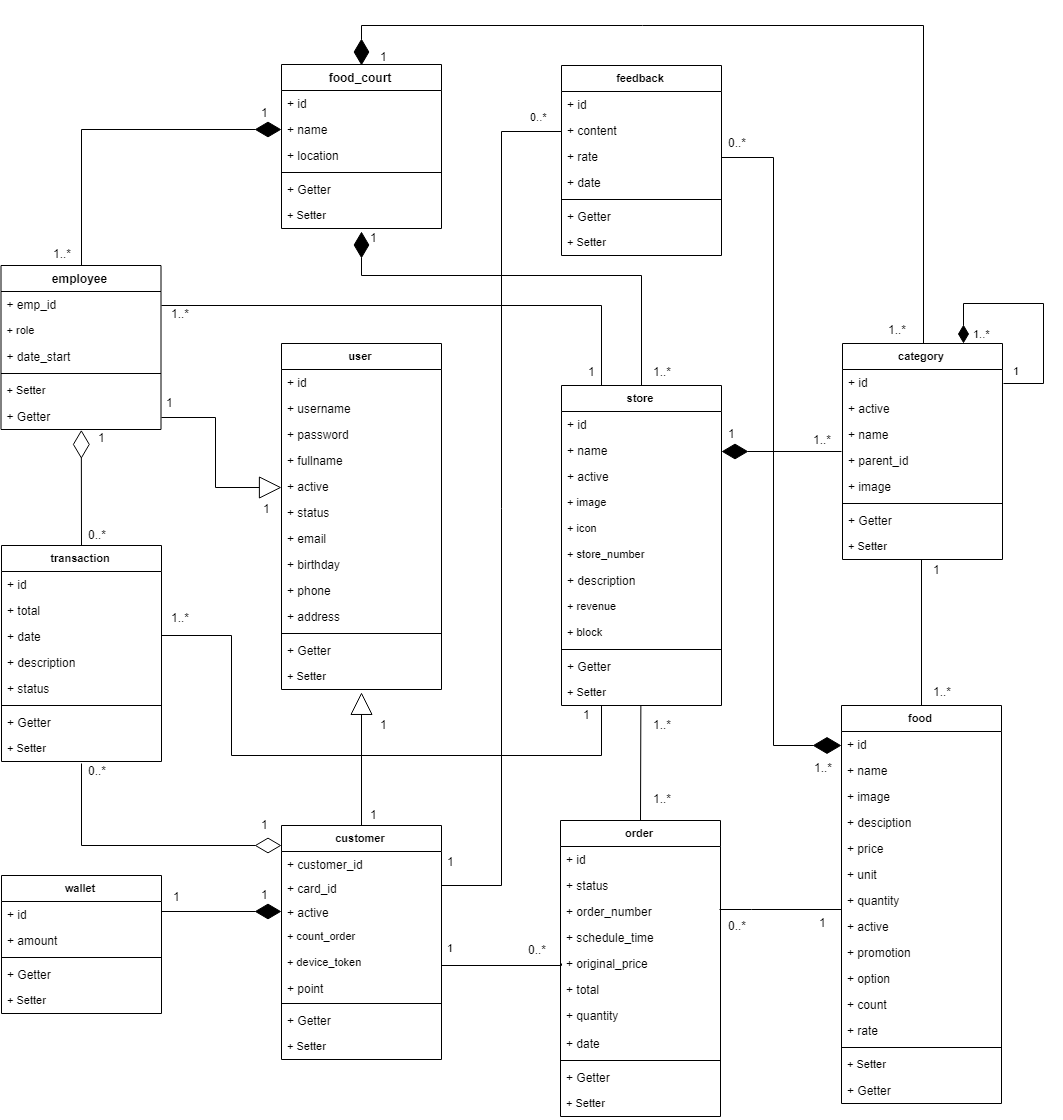 1
food_court
+ id
+ name
+ location
+ Getter
+ Setter
1
1
1..*
feedback
+ id
+ content
+ rate
+ date
+ Getter
+ Setter
0..*
0..*
employee
+ emp_id
+ role
+ date_start
+ Setter
+ Getter
1..*
1
1
1
1
1..*
user
+ id
+ username
+ password
+ fullname
+ active
+ status
+ email
+ birthday
+ phone
+ address
+ Getter
+ Setter
1
store
+ id
+ name
+ active
+ image
+ icon
+ store_number
+ description
+ revenue
+ block
+ Getter
+ Setter
1
1..*
1
1..*
1..*
1..*
1
category
+ id
+ active
+ name
+ parent_id
+ image
+ Getter
+ Setter
1
1..*
0..*
transaction
+ id
+ total
+ date
+ description
+ status
+ Getter
+ Setter
1..*
0..*
wallet
+ id
+ amount
+ Getter
+ Setter
1
1
1
1
customer
+ customer_id
+ card_id
+ active
+ count_order
+ device_token
+ point
+ Getter
+ Setter
1
1
0..*
1..*
order
+ id
+ status
+ order_number
+ schedule_time
+ original_price
+ total
+ quantity
+ date
+ Getter
+ Setter
0..*
1
1..*
food
+ id
+ name
+ image
+ desciption
+ price
+ unit
+ quantity
+ active
+ promotion
+ option
+ count
+ rate
+ Setter
+ Getter